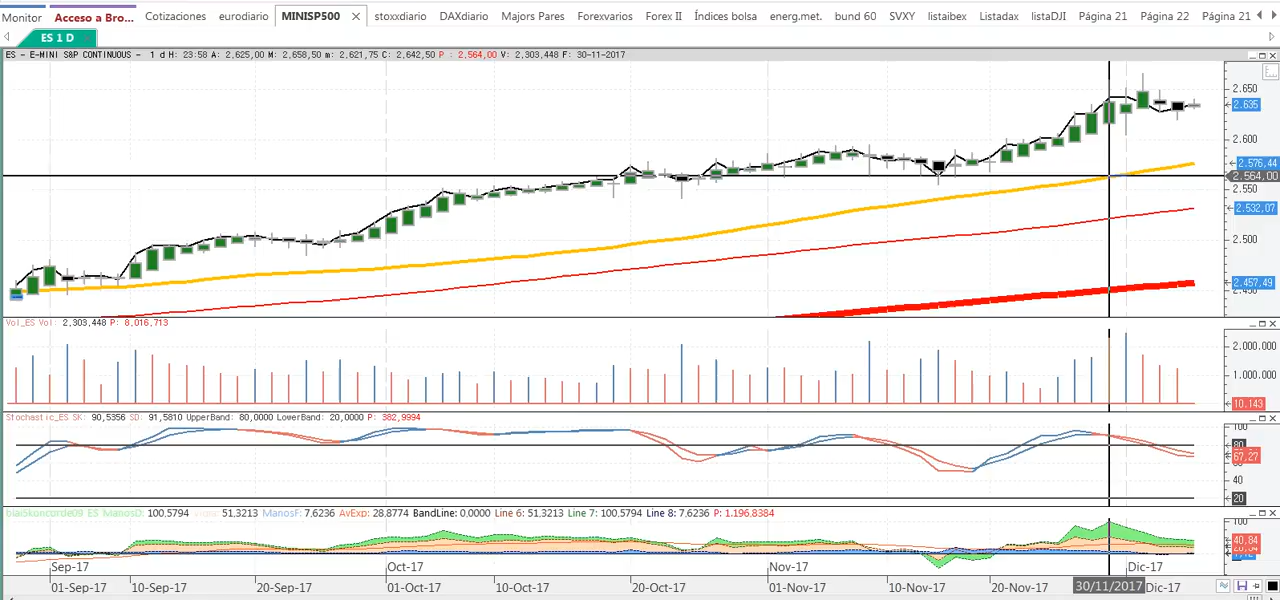 Monitor Acceso a Bro... Cotizaciones eurodiario MINISP500 stoxxdiario DAXdiario Majors Pares Forexvarios Forex II Índices bolsa energ.met. bund 60 SVXY listaibex Listadax listaDJI Página 21 Página 22 Página 21
ES 1 D
ES - E-MINI S&P CONTINUOUS - 1 d H: 23:58 A: 2,625,00 M: 2,658,50 m: 2,621,75 C: 2,642,50 P : 2,564,00 V: 2,303,448 F: 30-11-2017
2.650
2.635
2.600
2.576,44
2.564,00
2.550
2.532,07
2.500
2.457,49
2.450
Vol_ES Vol: 2,303,448 P: 8,016,713
2.000.000
1.000.000
10.143
Stochastic_ES SK: 90,5356 SD: 91,5810 UpperBand: 80,0000 LowerBand: 20,0000 P: 382,9994
100
80
67,27
40
20
ES ManosD: 100.5794 51.3213 ManosF: 7.6236 AvExp: 28.8774 BandLine: 0.0000 Line 6: 51.3213 Line 7: 100.5794 Line 8: 7.6236 P: 1.196.8384
100
40,84
Sep-17 Oct-17 Nov-17 Dic-17
01-Sep-17 10-Sep-17 20-Sep-17 01-Oct-17 10-Oct-17 20-Oct-17 01-Nov-17 10-Nov-17 20-Nov-17 30/11/2017 Dic-17